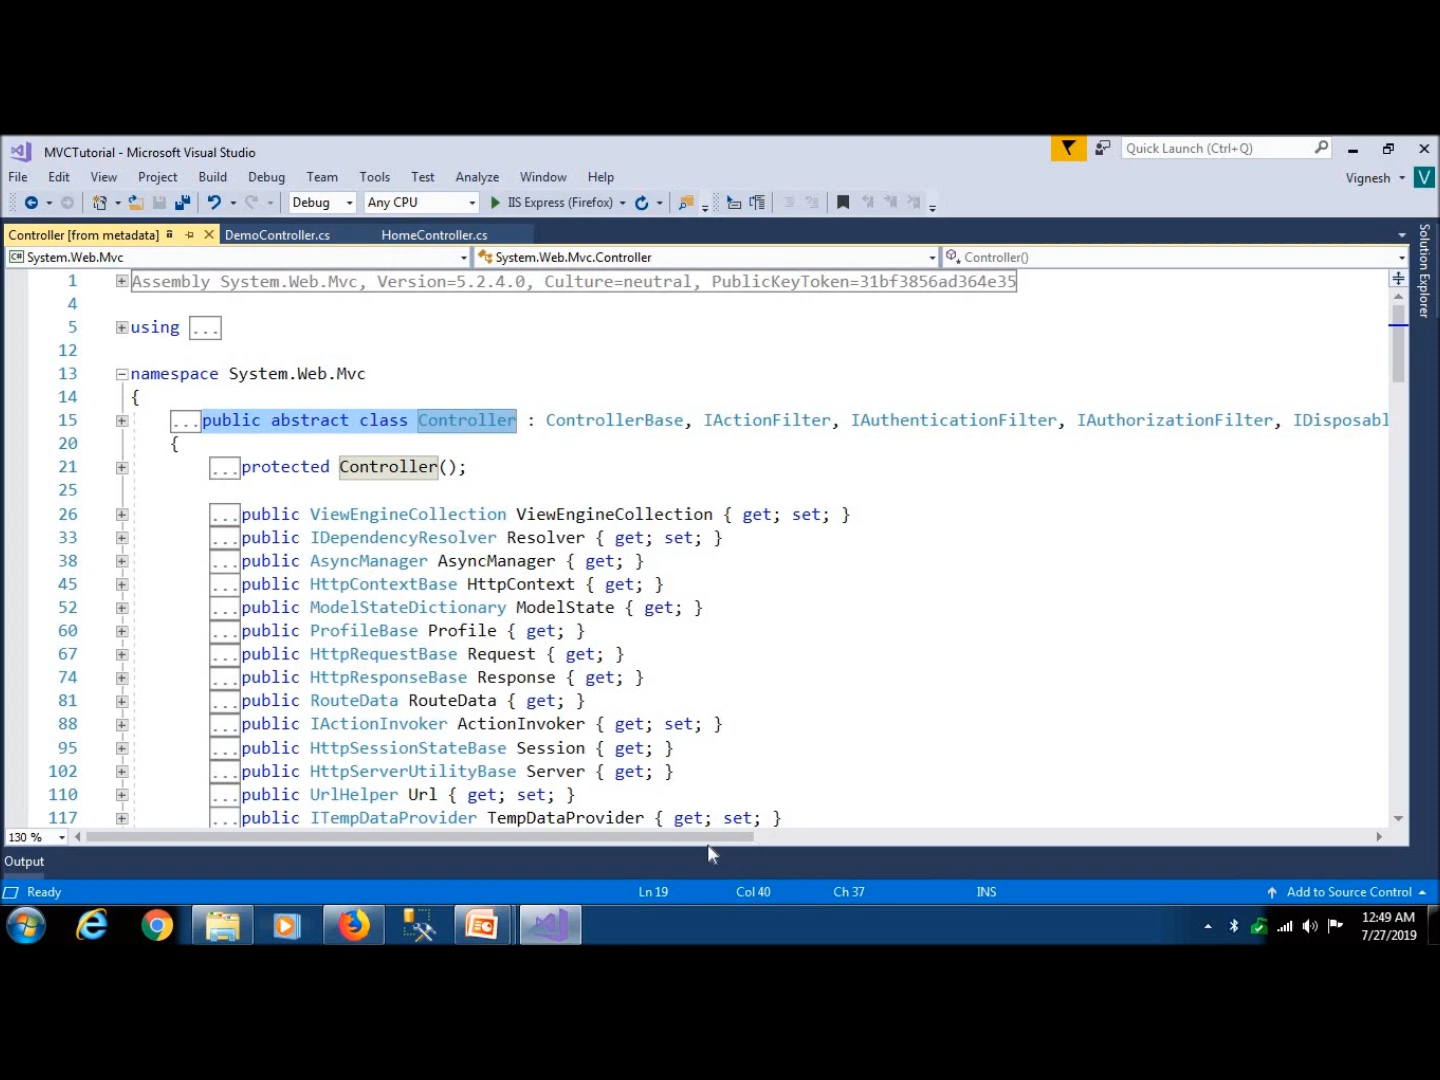 MVCTutorial - Microsoft Visual Studio
Quick Launch (Ctrl+Q)
File Edit View Project Build Debug Team Tools Test Analyze Window Help
Vignesh V
Debug Any CPU IIS Express (Firefox)
Controller [from metadata] DemoController.cs HomeController.cs
Solution Explorer
C# System.Web.Mvc System.Web.Mvc.Controller Controller()
1 Assembly System.Web.Mvc, Version=5.2.4.0, Culture=neutral, PublicKeyToken=31bf3856ad364e35
4
5 using ...
12
13 namespace System.Web.Mvc
14 {
15 ...public abstract class Controller : ControllerBase, IActionFilter, IAuthenticationFilter, IAuthorizationFilter, IDisposabl
20 {
21 ...protected Controller();
25
26 ...public ViewEngineCollection ViewEngineCollection { get; set; }
33 ...public IDependencyResolver Resolver { get; set; }
38 ...public AsyncManager AsyncManager { get; }
45 ...public HttpContextBase HttpContext { get; }
52 ...public ModelStateDictionary ModelState { get; }
60 ...public ProfileBase Profile { get; }
67 ...public HttpRequestBase Request { get; }
74 ...public HttpResponseBase Response { get; }
81 ...public RouteData RouteData { get; }
88 ...public IActionInvoker ActionInvoker { get; set; }
95 ...public HttpSessionStateBase Session { get; }
102 ...public HttpServerUtilityBase Server { get; }
110 ...public UrlHelper Url { get; set; }
117 ...public ITempDataProvider TempDataProvider { get; set; }
130 %
Output
Ready Ln 19 Col 40 Ch 37 INS Add to Source Control
12:49 AM
7/27/2019